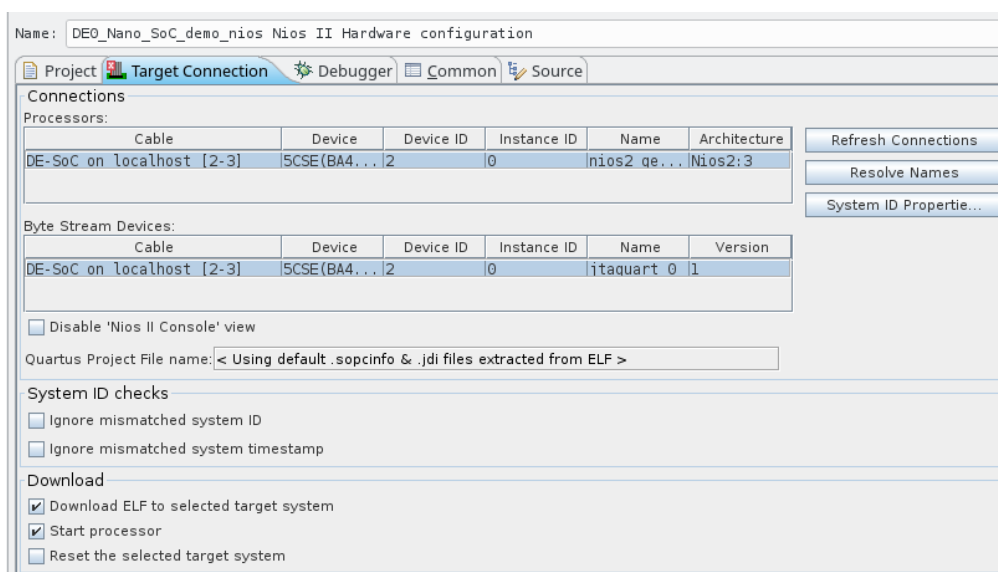 Name: DE0_Nano_SoC_demo_nios Nios II Hardware configuration
Project Target Connection Debugger Common Source
Connections
Processors:
Cable Device Device ID Instance ID Name Architecture
DE-SoC on localhost [2-3] 5CSE(BA4... 2 0 nios2_ge... Nios2:3
Refresh Connections
Resolve Names
System ID Propertie...
Byte Stream Devices:
Cable Device Device ID Instance ID Name Version
DE-SoC on localhost [2-3] 5CSE(BA4... 2 0 jtaguart_0 1
Disable 'Nios II Console' view
Quartus Project File name: < Using default .sopcinfo & .jdi files extracted from ELF >
System ID checks
Ignore mismatched system ID
Ignore mismatched system timestamp
Download
Download ELF to selected target system
Start processor
Reset the selected target system